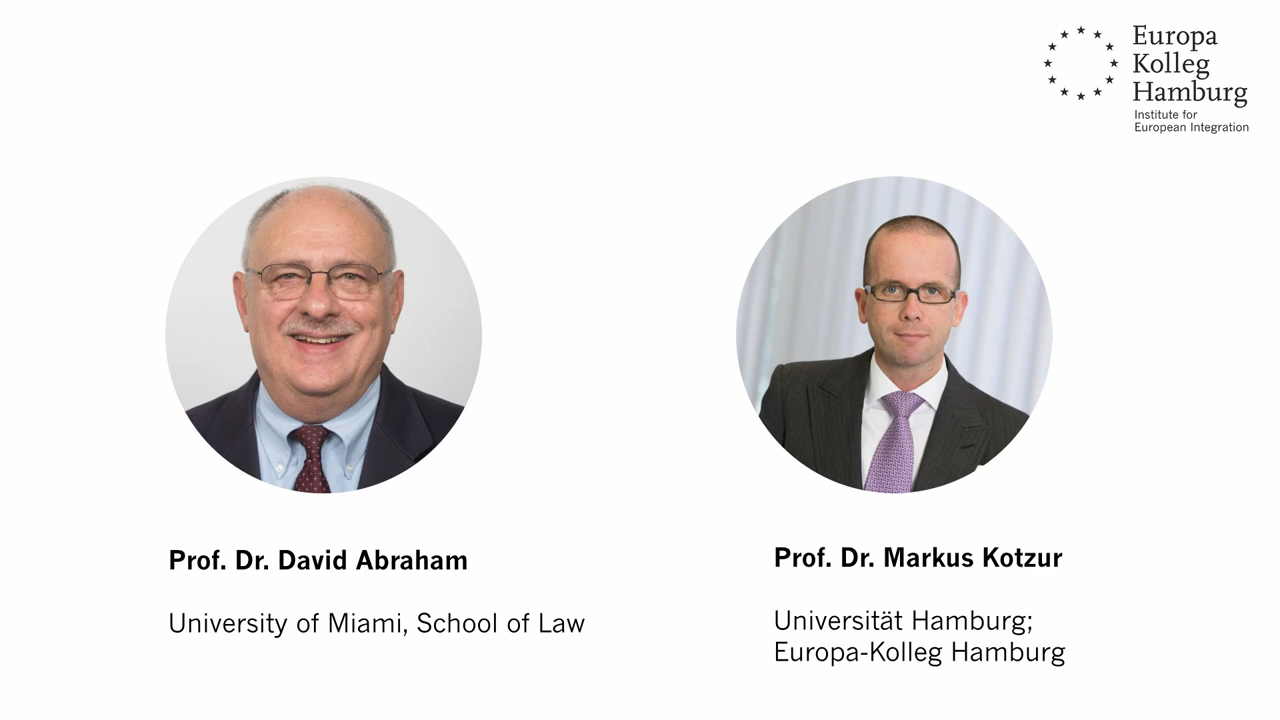 Europa
Kolleg
Hamburg
Institute for
European Integration
Prof. Dr. David Abraham
University of Miami, School of Law
Prof. Dr. Markus Kotzur
Universität Hamburg;
Europa-Kolleg Hamburg